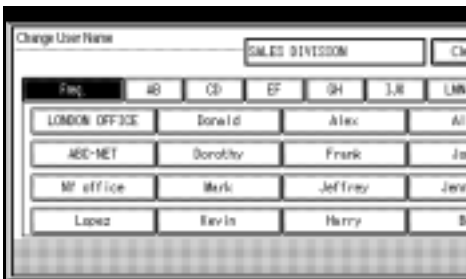 Change User Name
SALES DIVISION
Freq. AB CD EF GH IJK
LONDON OFFICE Donald Alex
ABC-NET Dorothy Frank
NY office Mark Jeffrey
Lopez Kevin Harry